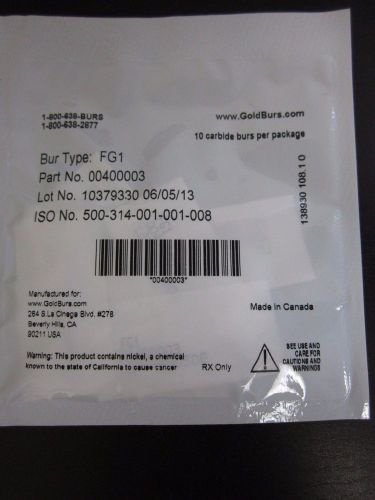 1-800-638-BURS
1-800-638-2877
www.GoldBurs.com
10 carbide burs per package
Bur Type: FG1
Part No. 00400003
Lot No. 10379330 06/05/13
ISO No. 500-314-001-001-008
138930 108.1 0
*00400003*
Manufactured for:
www.GoldBurs.com
264 S.La Cinega Blvd. #278
Beverly Hills, CA
90211 USA
Made in Canada
Warning: This product contains nickel, a chemical
known to the state of California to cause cancer
RX Only
SEE USE AND
CARE FOR
CAUTIONS AND
WARNINGS